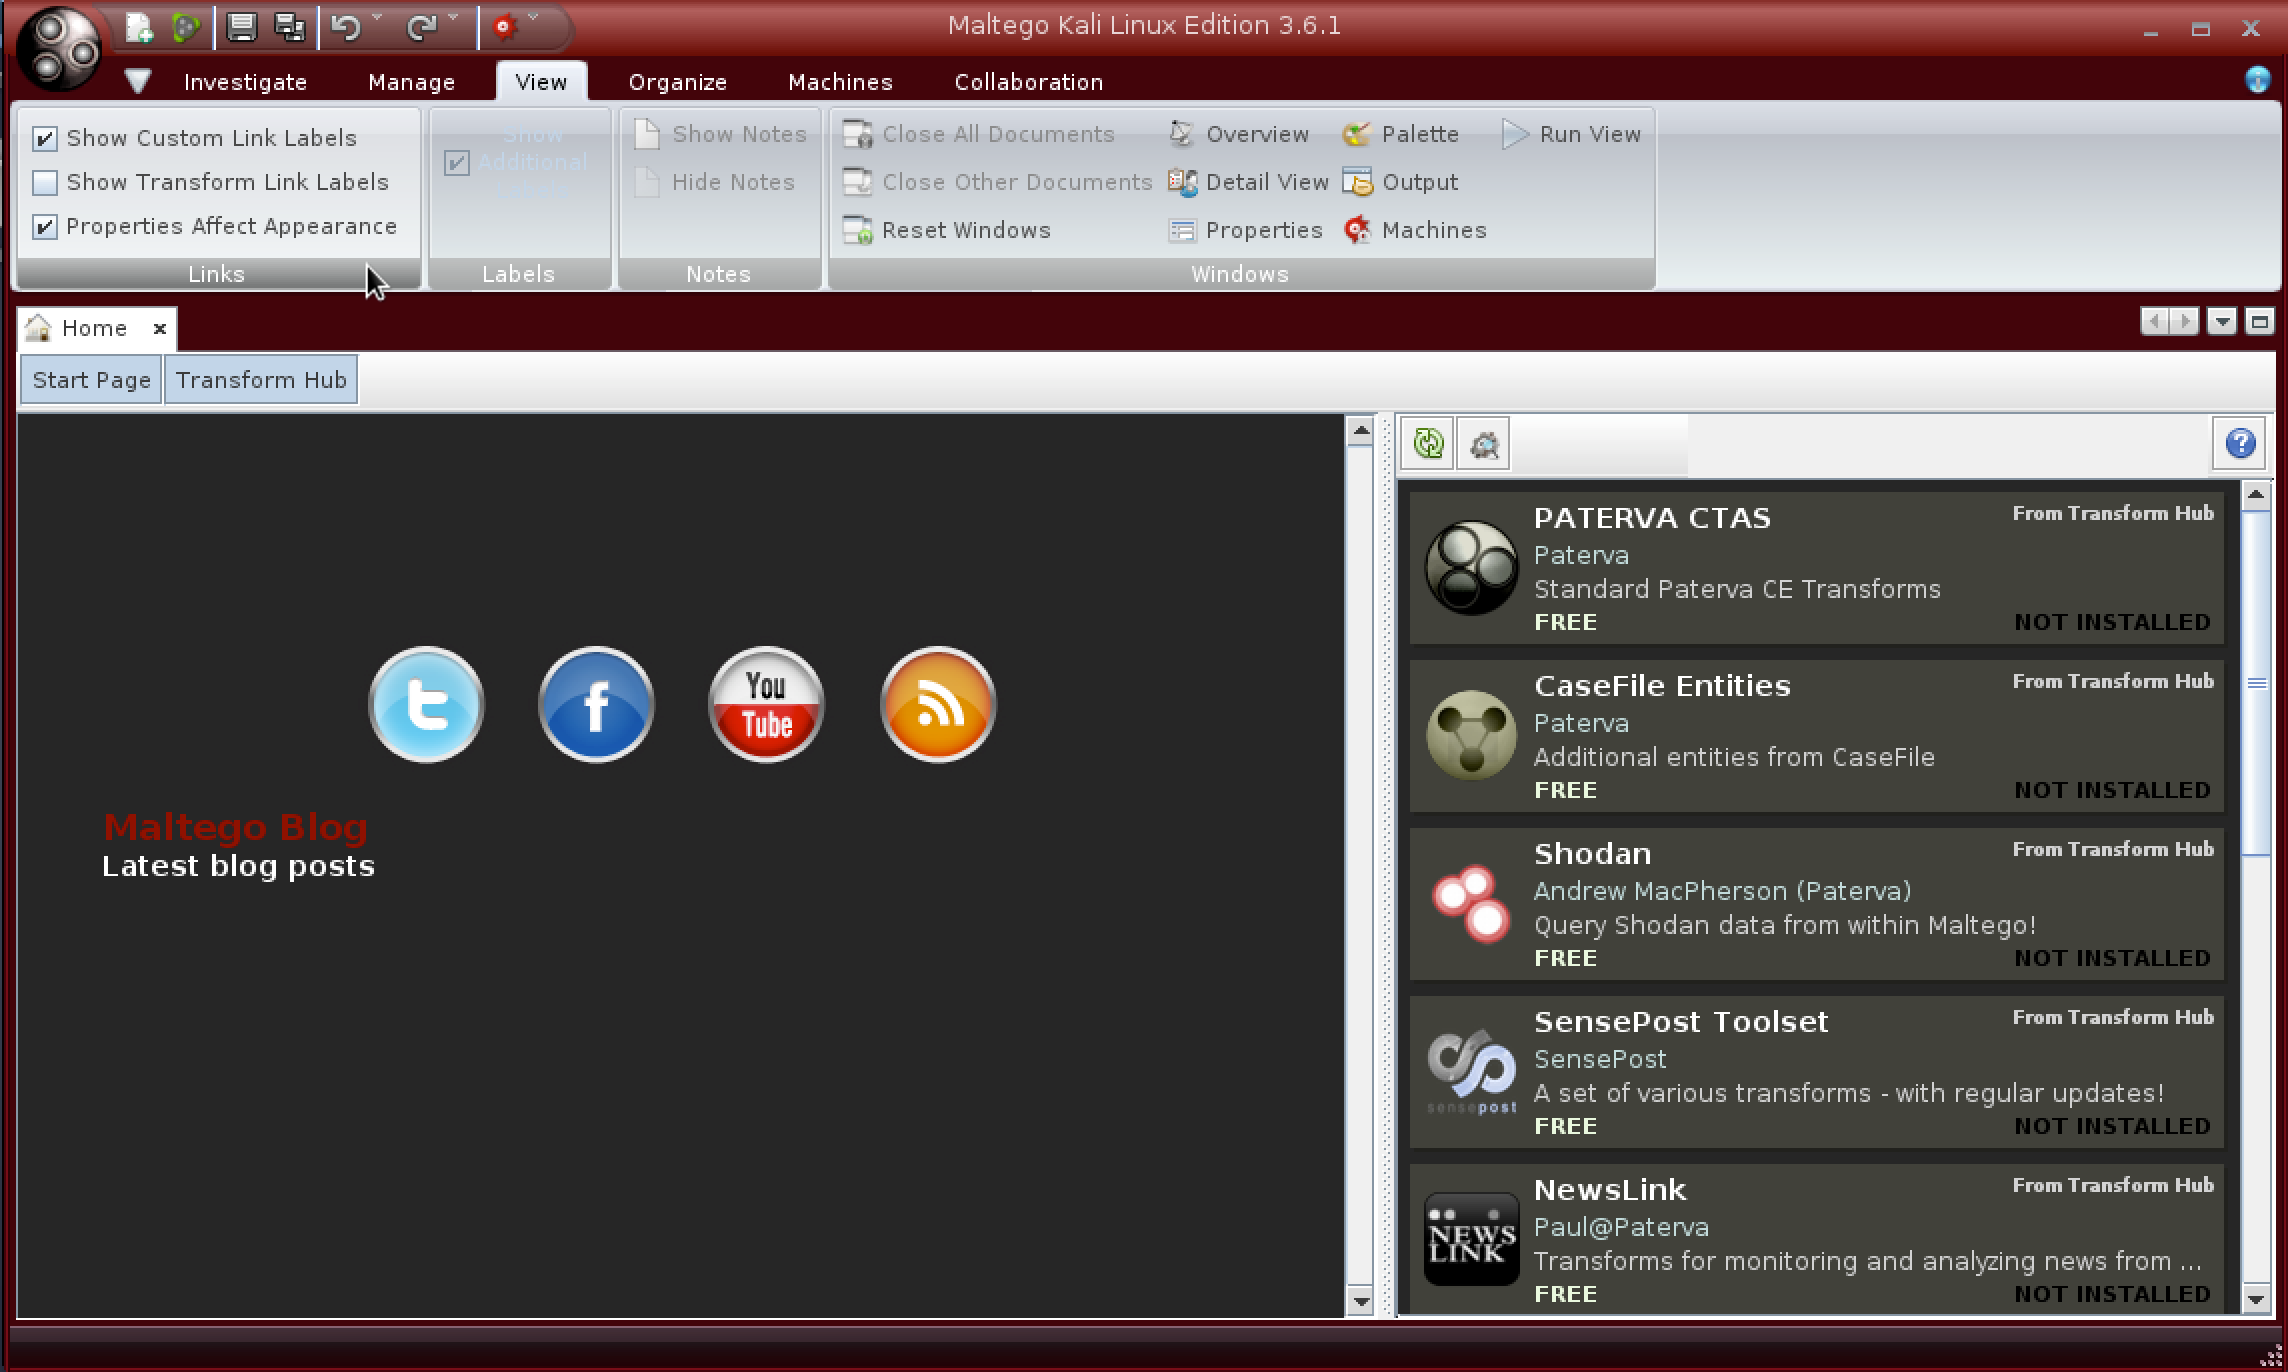 Maltego Kali Linux Edition 3.6.1
Investigate Manage View Organize Machines Collaboration
Show Custom Link Labels
Show Transform Link Labels
Properties Affect Appearance
Links
Show
Additional
Labels
Show Notes
Hide Notes
Notes
Close All Documents Overview Palette Run View
Close Other Documents Detail View Output
Reset Windows Properties Machines
Windows
Home
Start Page Transform Hub
You
Tube
Maltego Blog
Latest blog posts
PATERVA CTAS From Transform Hub
Paterva
Standard Paterva CE Transforms
FREE NOT INSTALLED
CaseFile Entities From Transform Hub
Paterva
Additional entities from CaseFile
FREE NOT INSTALLED
Shodan From Transform Hub
Andrew MacPherson (Paterva)
Query Shodan data from within Maltego!
FREE NOT INSTALLED
sensepost
SensePost Toolset From Transform Hub
SensePost
A set of various transforms - with regular updates!
FREE NOT INSTALLED
NEWS
LINK
NewsLink From Transform Hub
Paul@Paterva
Transforms for monitoring and analyzing news from ...
FREE NOT INSTALLED